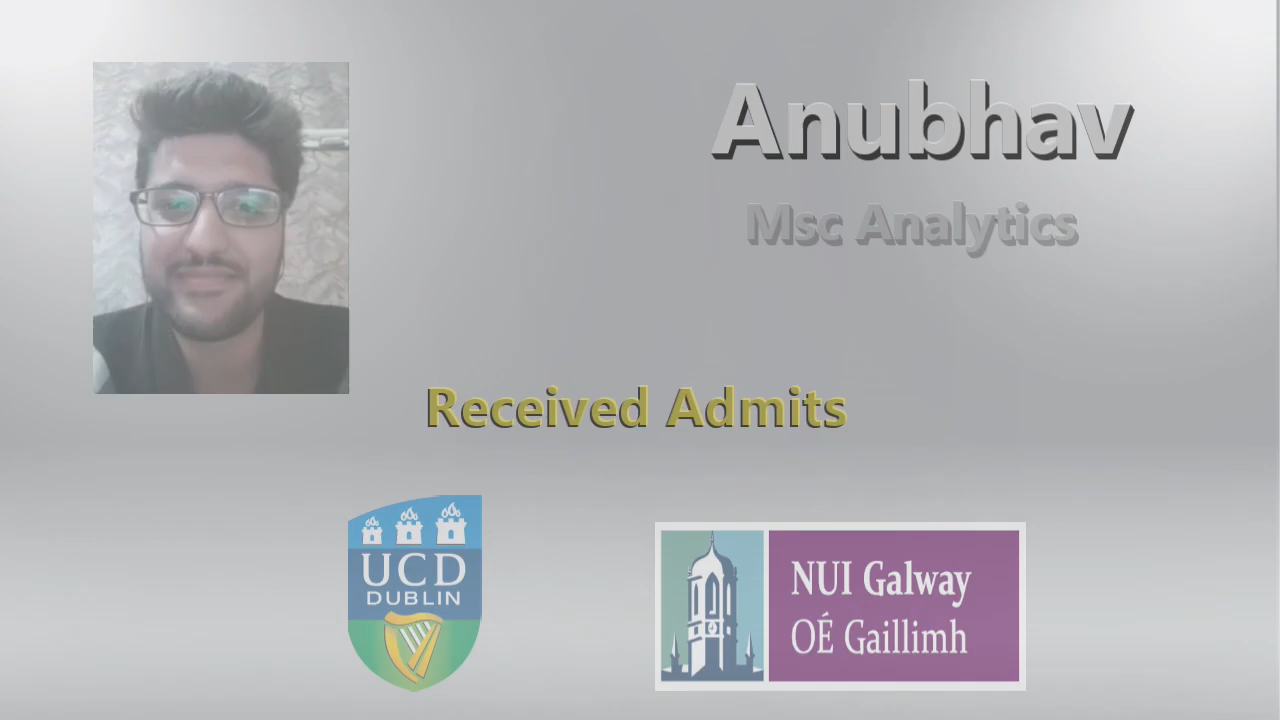 Anubhav
Msc Analytics
Received Admits
UCD
DUBLIN
NUI Galway
OÉ Gaillimh